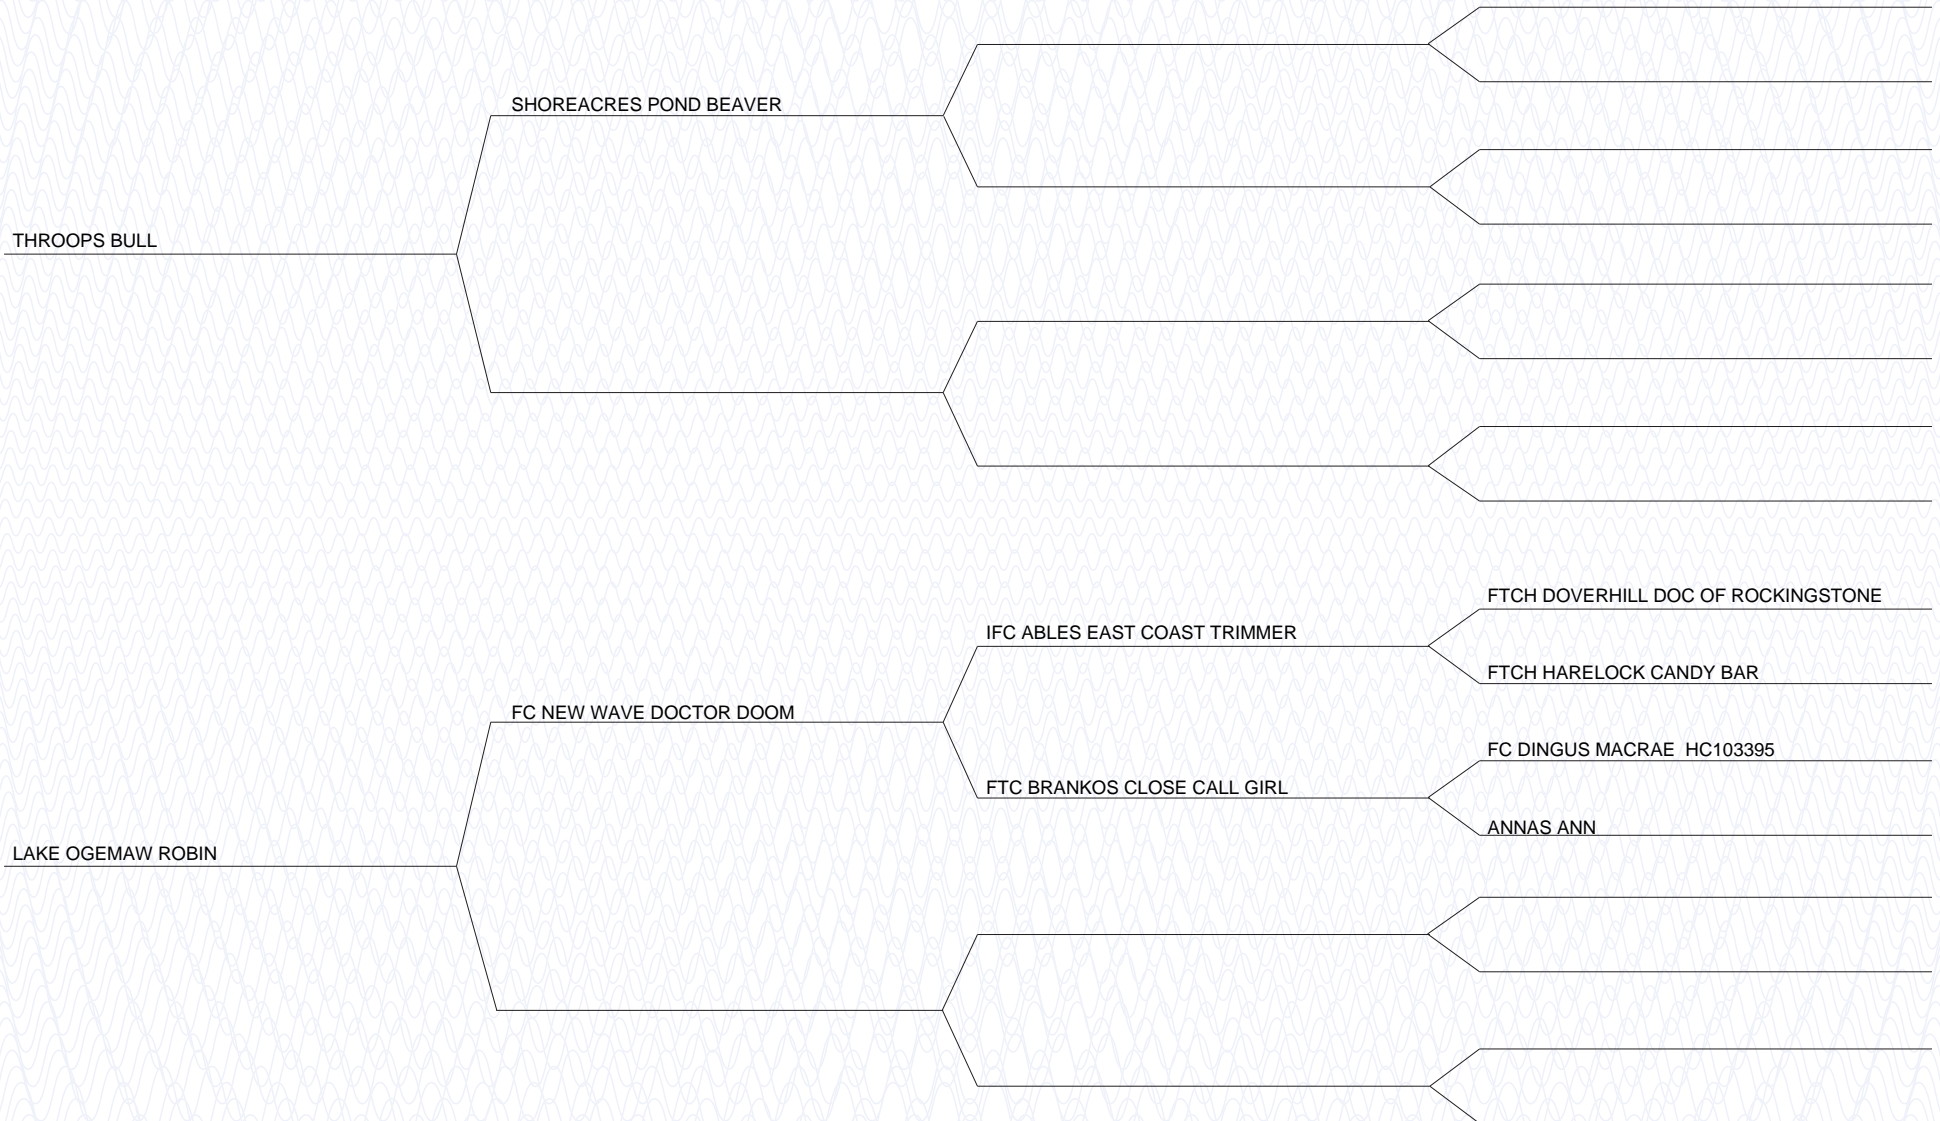 SHOREACRES POND BEAVER
THROOPS BULL
FTCH DOVERHILL DOC OF ROCKINGSTONE
IFC ABLES EAST COAST TRIMMER
FTCH HARELOCK CANDY BAR
FC NEW WAVE DOCTOR DOOM
FC DINGUS MACRAE  HC103395
FTC BRANKOS CLOSE CALL GIRL
ANNAS ANN
LAKE OGEMAW ROBIN